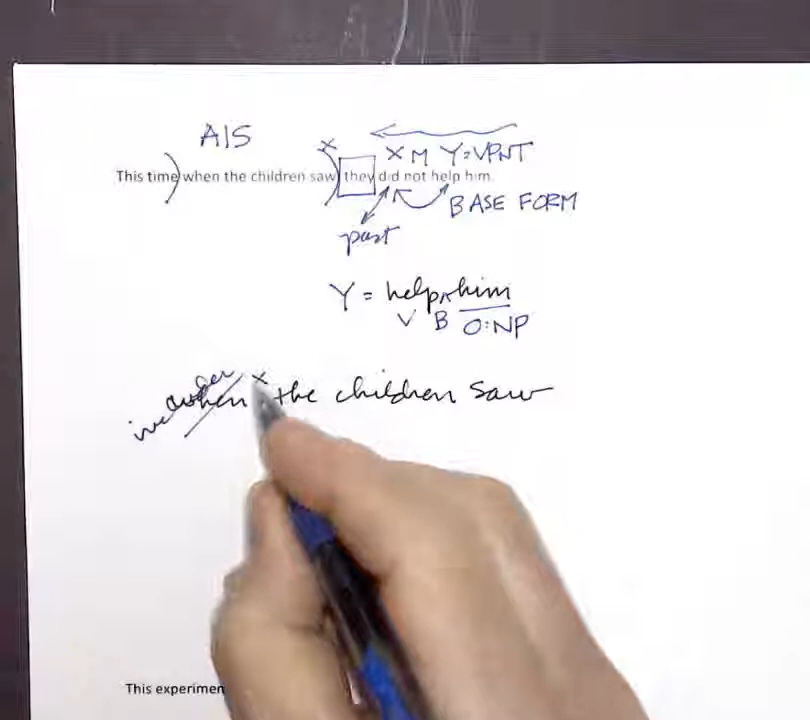 AIS
x
X M Y=VPNT
This time) when the children saw) they did not help him.
BASE FORM
past
Y = help him
V B O:NP
x
when the children saw
This experimen